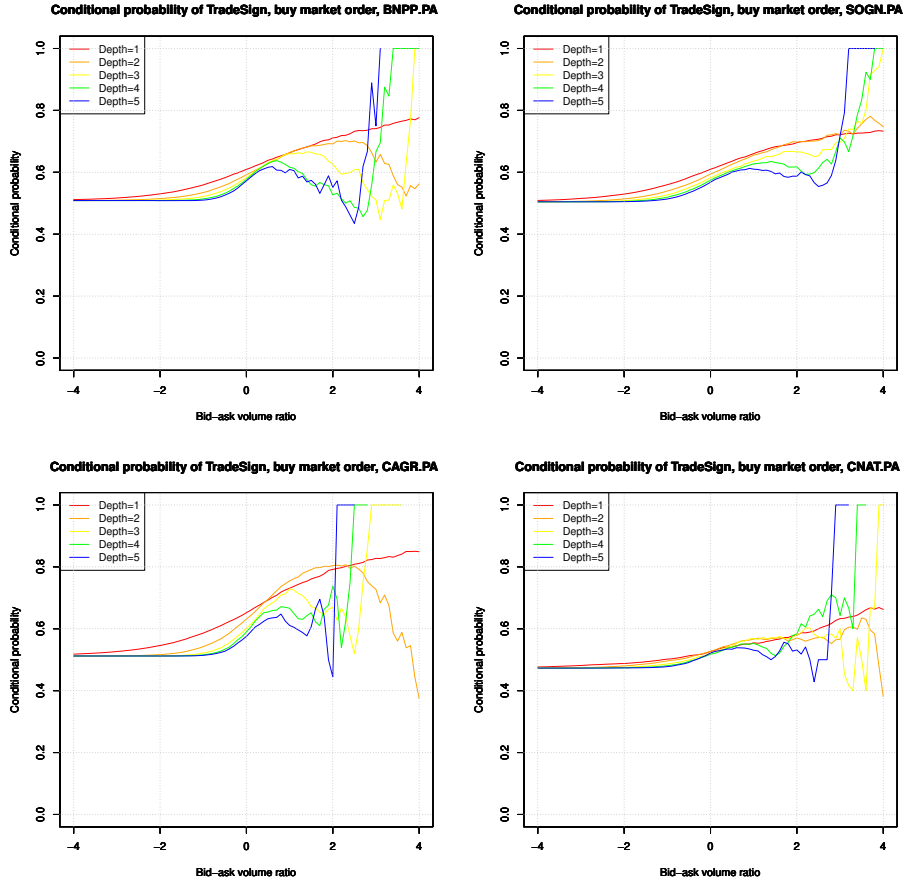 Conditional probability of TradeSign, buy market order, BNPP.PA
Depth=1
Depth=2
Depth=3
Depth=4
Depth=5
Conditional probability
0.0
0.2
0.4
0.6
0.8
1.0
−4
−2
0
2
4
Bid−ask volume ratio
Conditional probability of TradeSign, buy market order, SOGN.PA
Depth=1
Depth=2
Depth=3
Depth=4
Depth=5
Conditional probability
0.0
0.2
0.4
0.6
0.8
1.0
−4
−2
0
2
4
Bid−ask volume ratio
Conditional probability of TradeSign, buy market order, CAGR.PA
Depth=1
Depth=2
Depth=3
Depth=4
Depth=5
Conditional probability
0.0
0.2
0.4
0.6
0.8
1.0
−4
−2
0
2
4
Bid−ask volume ratio
Conditional probability of TradeSign, buy market order, CNAT.PA
Depth=1
Depth=2
Depth=3
Depth=4
Depth=5
Conditional probability
0.0
0.2
0.4
0.6
0.8
1.0
−4
−2
0
2
4
Bid−ask volume ratio